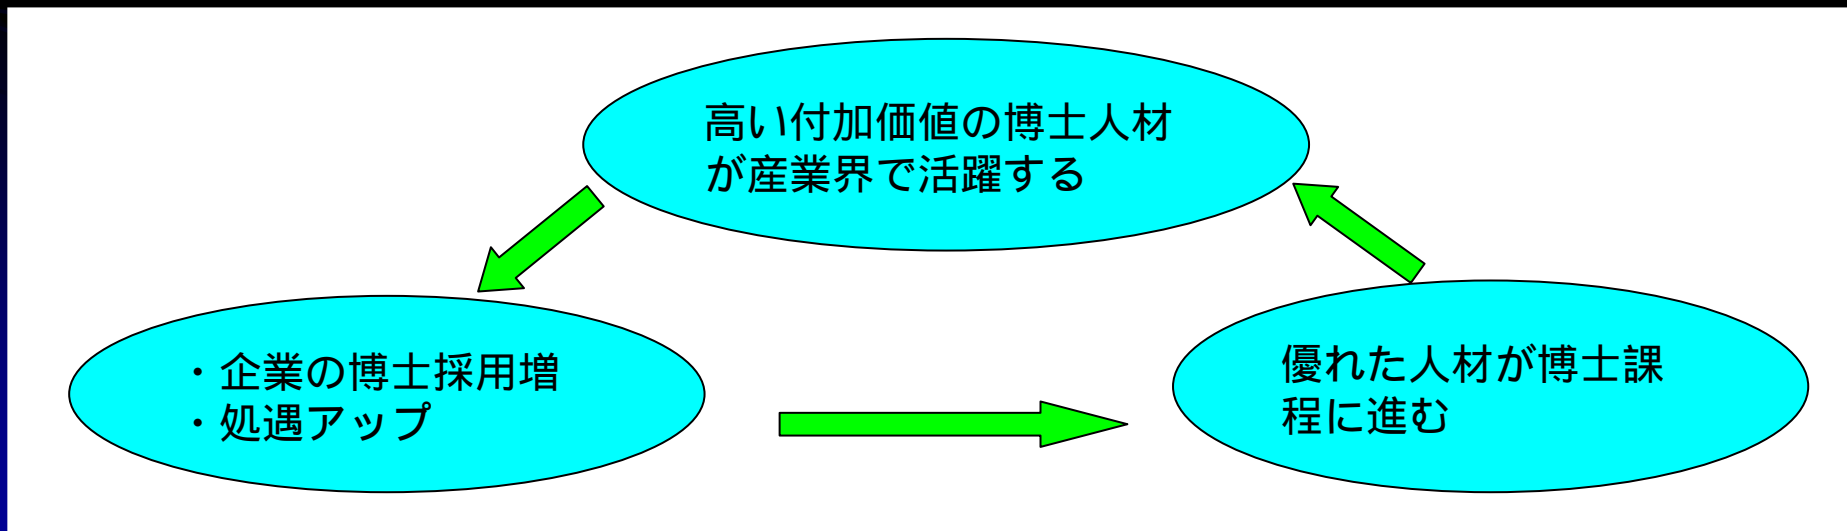 高い付加価値の博士人材
が産業界で活躍する
・企業の博士採用増
・処遇アップ
優れた人材が博士課
程に進む